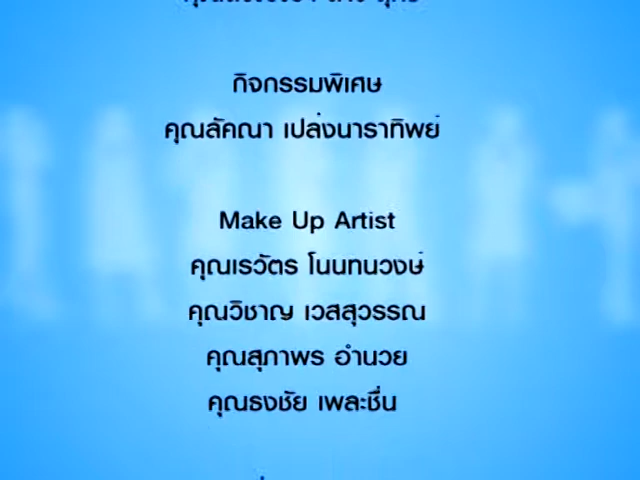 กิจกรรมพิเศษ
คุณลัคณา เปล่งนาราทิพย์
Make Up Artist
คุณเรวัตร โนนทนวงษ์
คุณวิชาญ เวสสุวรรณ
คุณสุภาพร อำนวย
คุณธงชัย เพละชื่น